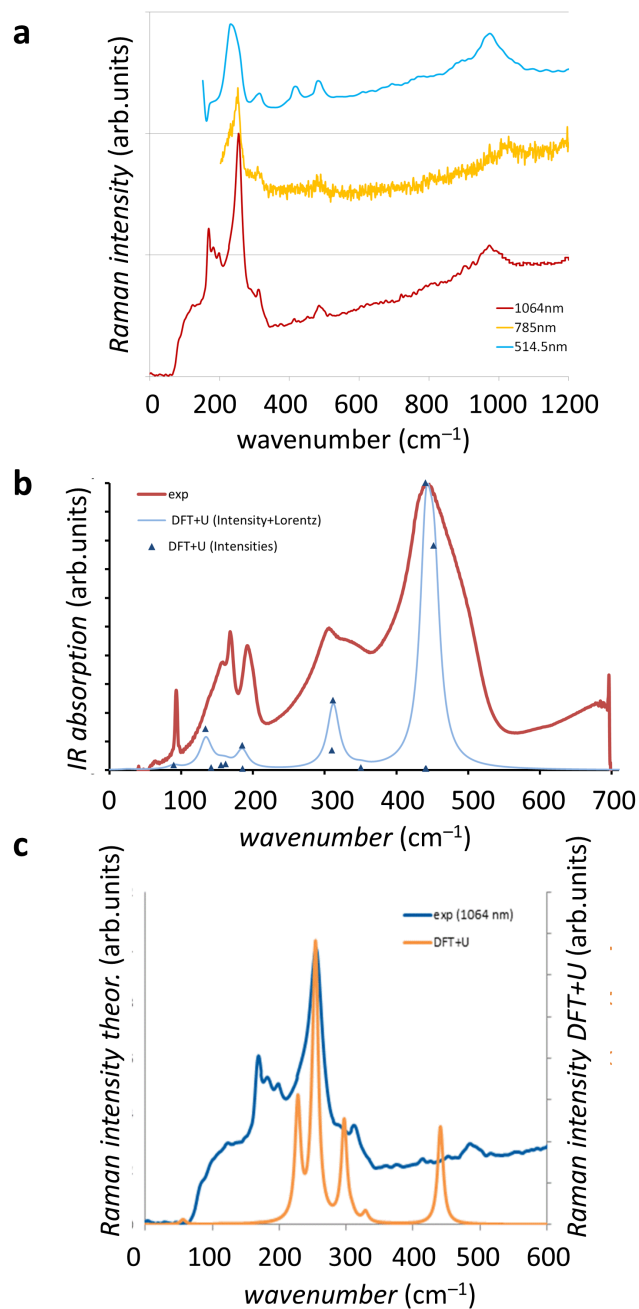 a
Raman intensity (arb.units)
1064nm
785nm
514.5nm
0 200 400 600 800 1000 1200
wavenumber (cm⁻¹)
b
IR absorption (arb.units)
exp
DFT+U (Intensity+Lorentz)
DFT+U (Intensities)
0 100 200 300 400 500 600 700
wavenumber (cm⁻¹)
c
Raman intensity theor. (arb.units)
exp (1064 nm)
DFT+U
Raman intensity DFT+U (arb.units)
0 100 200 300 400 500 600
wavenumber (cm⁻¹)